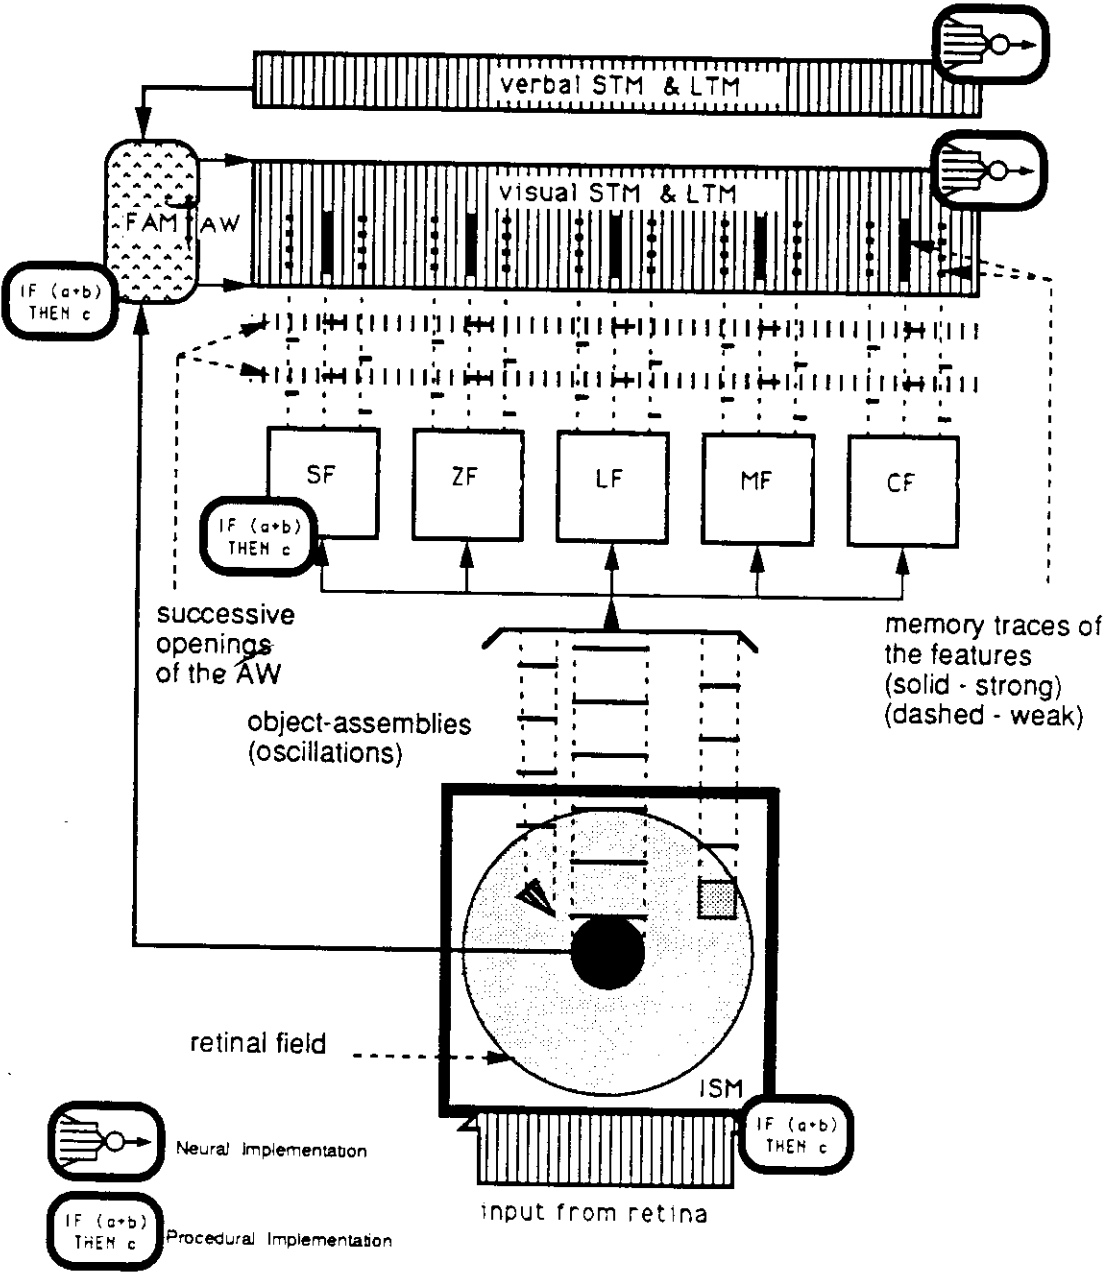 verbal STM & LTM
visual STM & LTM
FAM AW
IF (a+b)
THEN c
SF
ZF
LF
MF
CF
IF (a+b)
THEN c
successive
openings
of the AW
memory traces of
the features
(solid - strong)
(dashed - weak)
object-assemblies
(oscillations)
retinal field
ISM
IF (a+b)
THEN c
Neural Implementation
input from retina
IF (a+b)
THEN c
Procedural Implementation